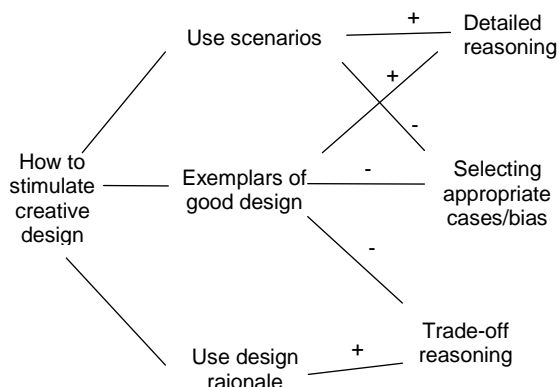 How to
stimulate
creative
design
Use scenarios
Exemplars of
good design
Use design
raionale
+
+
-
-
-
+
Detailed
reasoning
Selecting
appropriate
cases/bias
Trade-off
reasoning